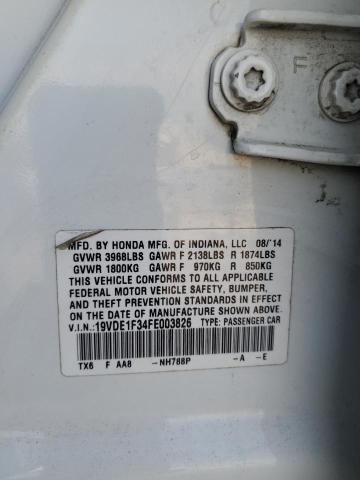 F
MFD. BY HONDA MFG. OF INDIANA, LLC 08/'14
GVWR 3968LBS GAWR F 2138LBS R 1874LBS
GVWR 1800KG GAWR F 970KG R 850KG
THIS VEHICLE CONFORMS TO ALL APPLICABLE
FEDERAL MOTOR VEHICLE SAFETY, BUMPER,
AND THEFT PREVENTION STANDARDS IN EFFECT
ON THE DATE OF MANUFACTURE SHOWN ABOVE.
V.I.N.:19VDE1F34FE003826 TYPE: PASSENGER CAR
TX6 F AA8 -NH788P -A -E